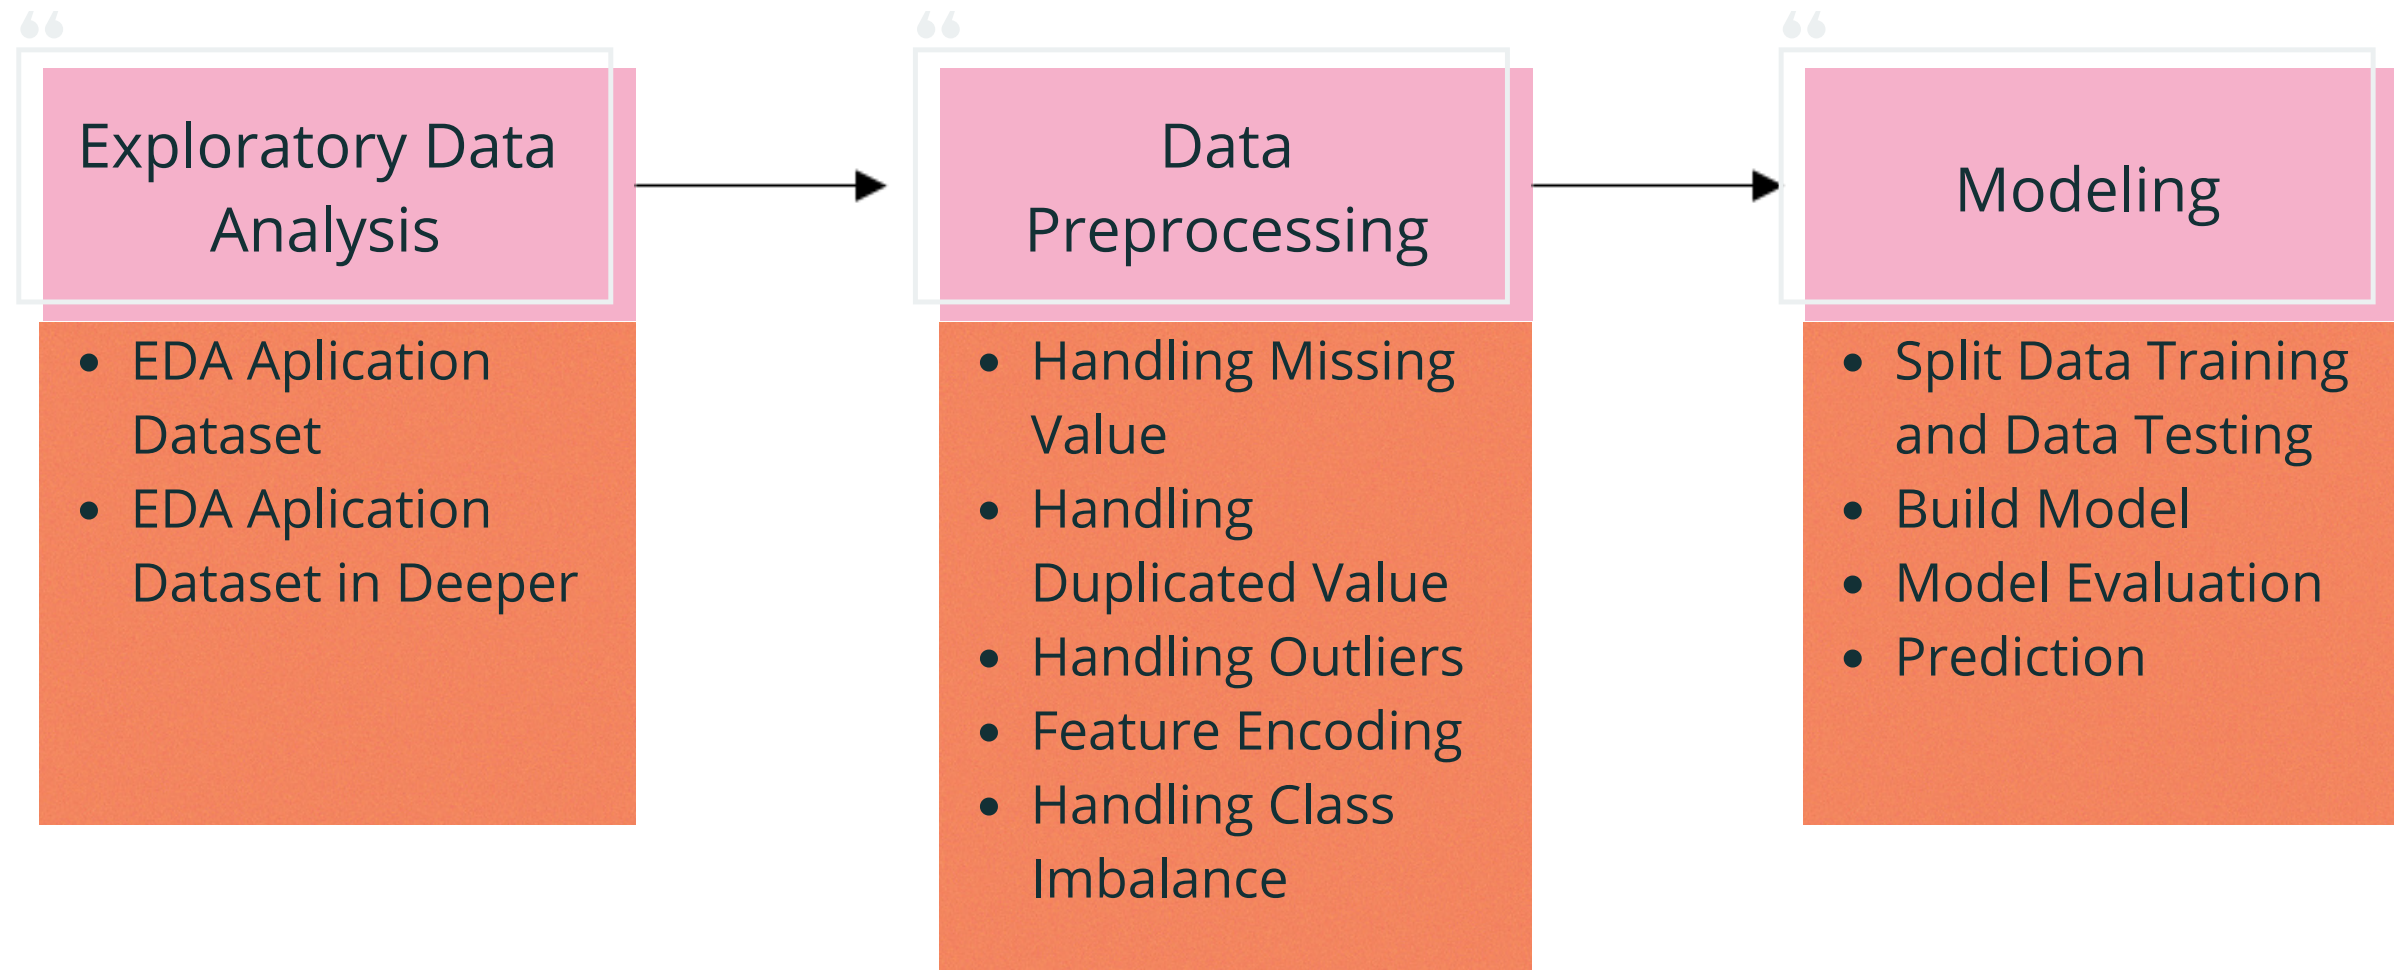 Exploratory Data
Analysis
• EDA Aplication
Dataset
• EDA Aplication
Dataset in Deeper
Data
Preprocessing
• Handling Missing
Value
• Handling
Duplicated Value
• Handling Outliers
• Feature Encoding
• Handling Class
Imbalance
Modeling
• Split Data Training
and Data Testing
• Build Model
• Model Evaluation
• Prediction